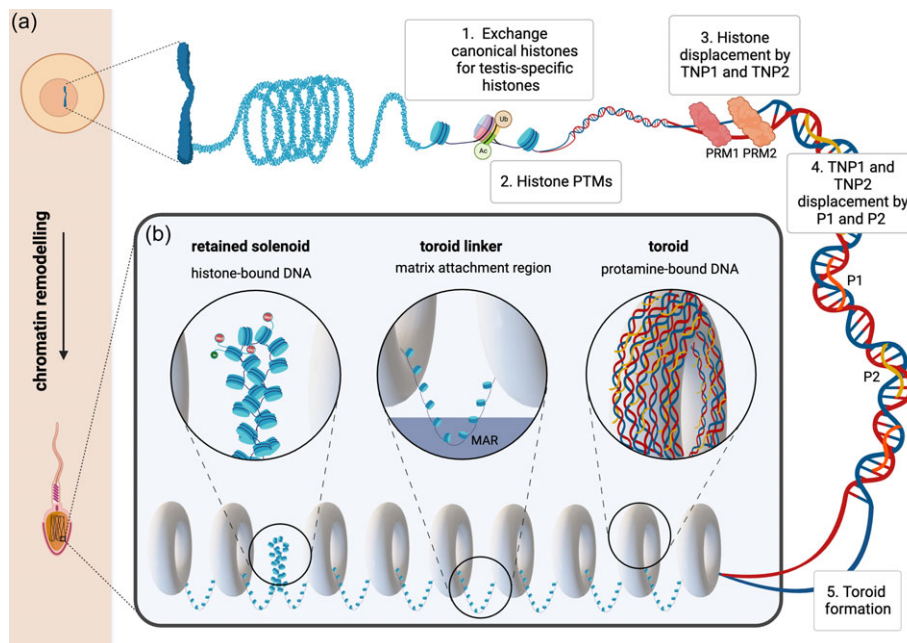 (a)
1. Exchange
canonical histones
for testis-specific
histones
Ub
Ac
2. Histone PTMs
3. Histone
displacement by
TNP1 and TNP2
PRM1 PRM2
4. TNP1 and
TNP2
displacement by
P1 and P2
P1
P2
5. Toroid
formation
chromatin remodelling
(b)
retained solenoid
histone-bound DNA
toroid linker
matrix attachment region
MAR
toroid
protamine-bound DNA